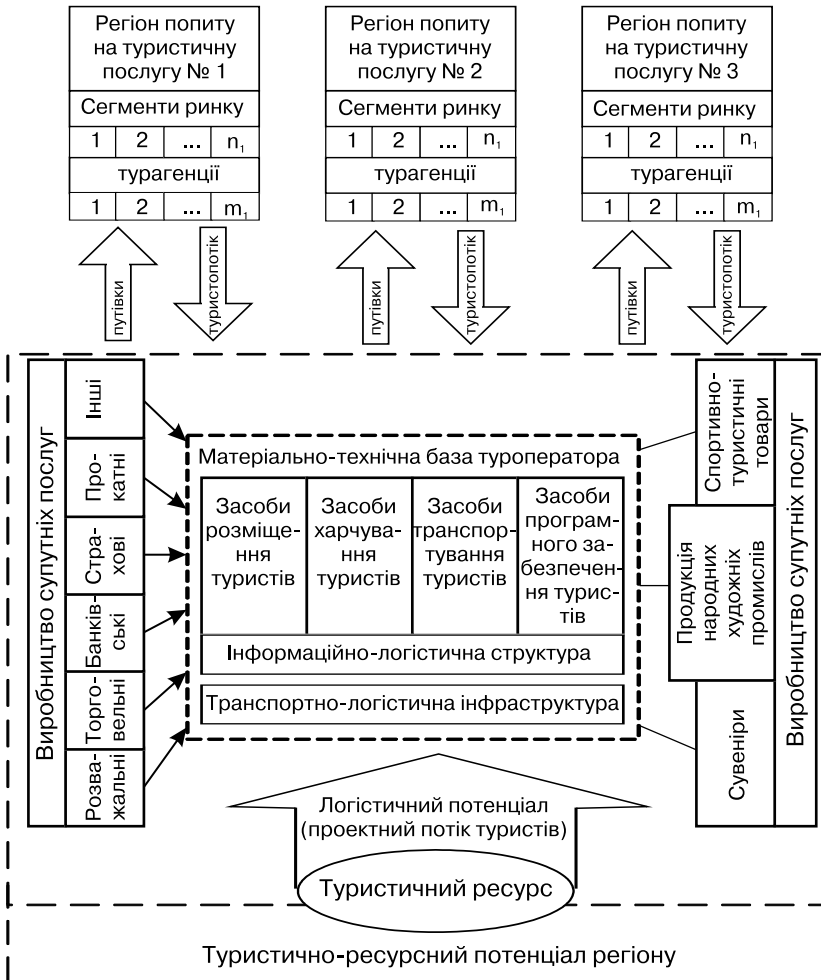 Регіон попиту
на туристичну
послугу № 1
Сегменти ринку
1 2 ... n₁
турагенції
1 2 ... m₁
Регіон попиту
на туристичну
послугу № 2
Сегменти ринку
1 2 ... n₁
турагенції
1 2 ... m₁
Регіон попиту
на туристичну
послугу № 3
Сегменти ринку
1 2 ... n₁
турагенції
1 2 ... m₁
путівки
туристопотік
путівки
туристопотік
путівки
туристопотік
Виробництво супутніх послуг
Інші
Про-
катні
Стра-
хові
Банків-
ські
Торго-
вельні
Розва-
жальні
Матеріально-технічна база туроператора
Засоби
розміще-
ення
туристів
Засоби
харчу-
вання
туристів
Засоби
транспор-
тування
туристів
Засоби
програм-
ного за-
безпечен-
ня турис-
тів
Інформаційно-логістична структура
Транспортно-логістична інфраструктура
Спортивно-
туристичні
товари
Продукція
народних
художніх
промислів
Сувеніри
Виробництво супутніх послуг
Логістичний потенціал
(проектний потік туристів)
Туристичний ресурс
Туристично-ресурсний потенціал регіону